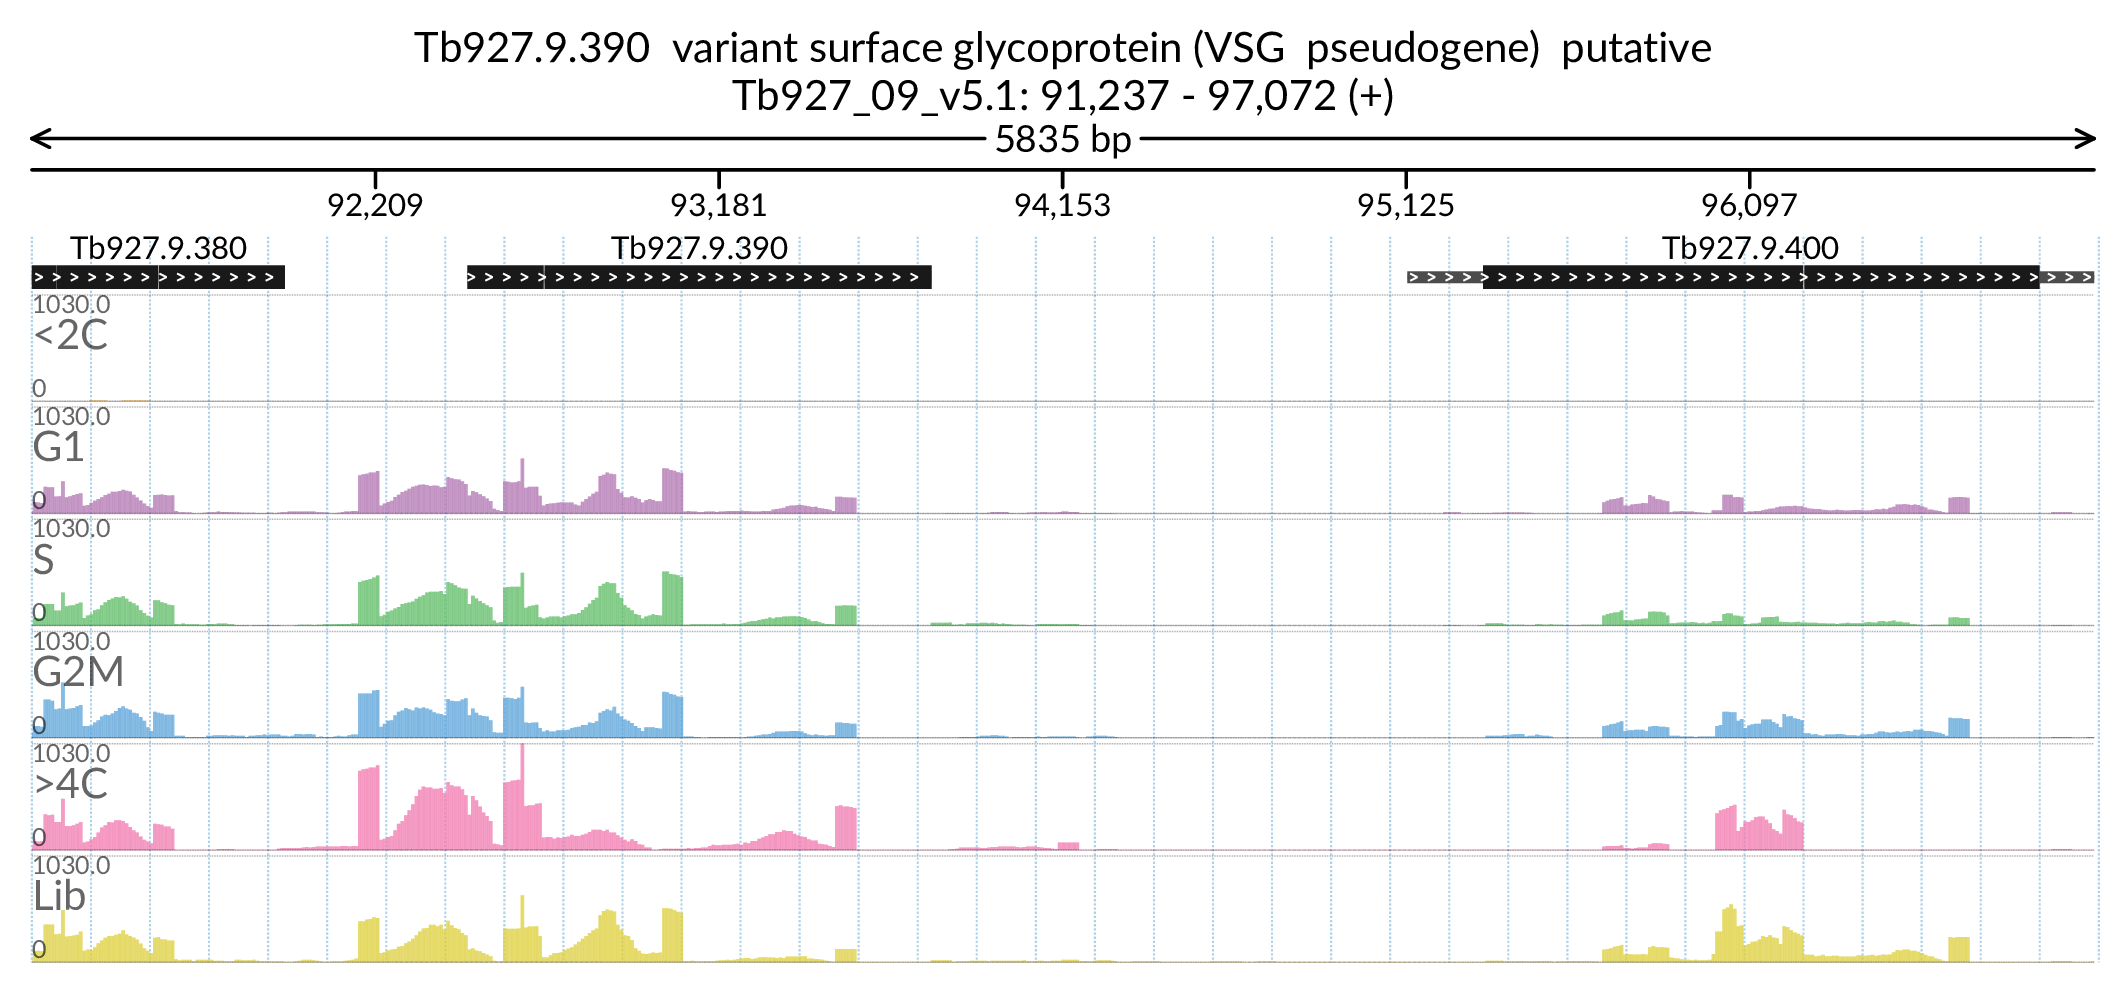 Tb927.9.390 variant surface glycoprotein (VSG pseudogene) putative
Tb927_09_v5.1: 91,237 - 97,072 (+)
5835 bp
92,209 93,181 94,153 95,125 96,097
Tb927.9.380 Tb927.9.390 Tb927.9.400
1030.0
<2C
0
1030.0
G1
0
1030.0
S
0
1030.0
G2M
0
1030.0
>4C
0
1030.0
Lib
0